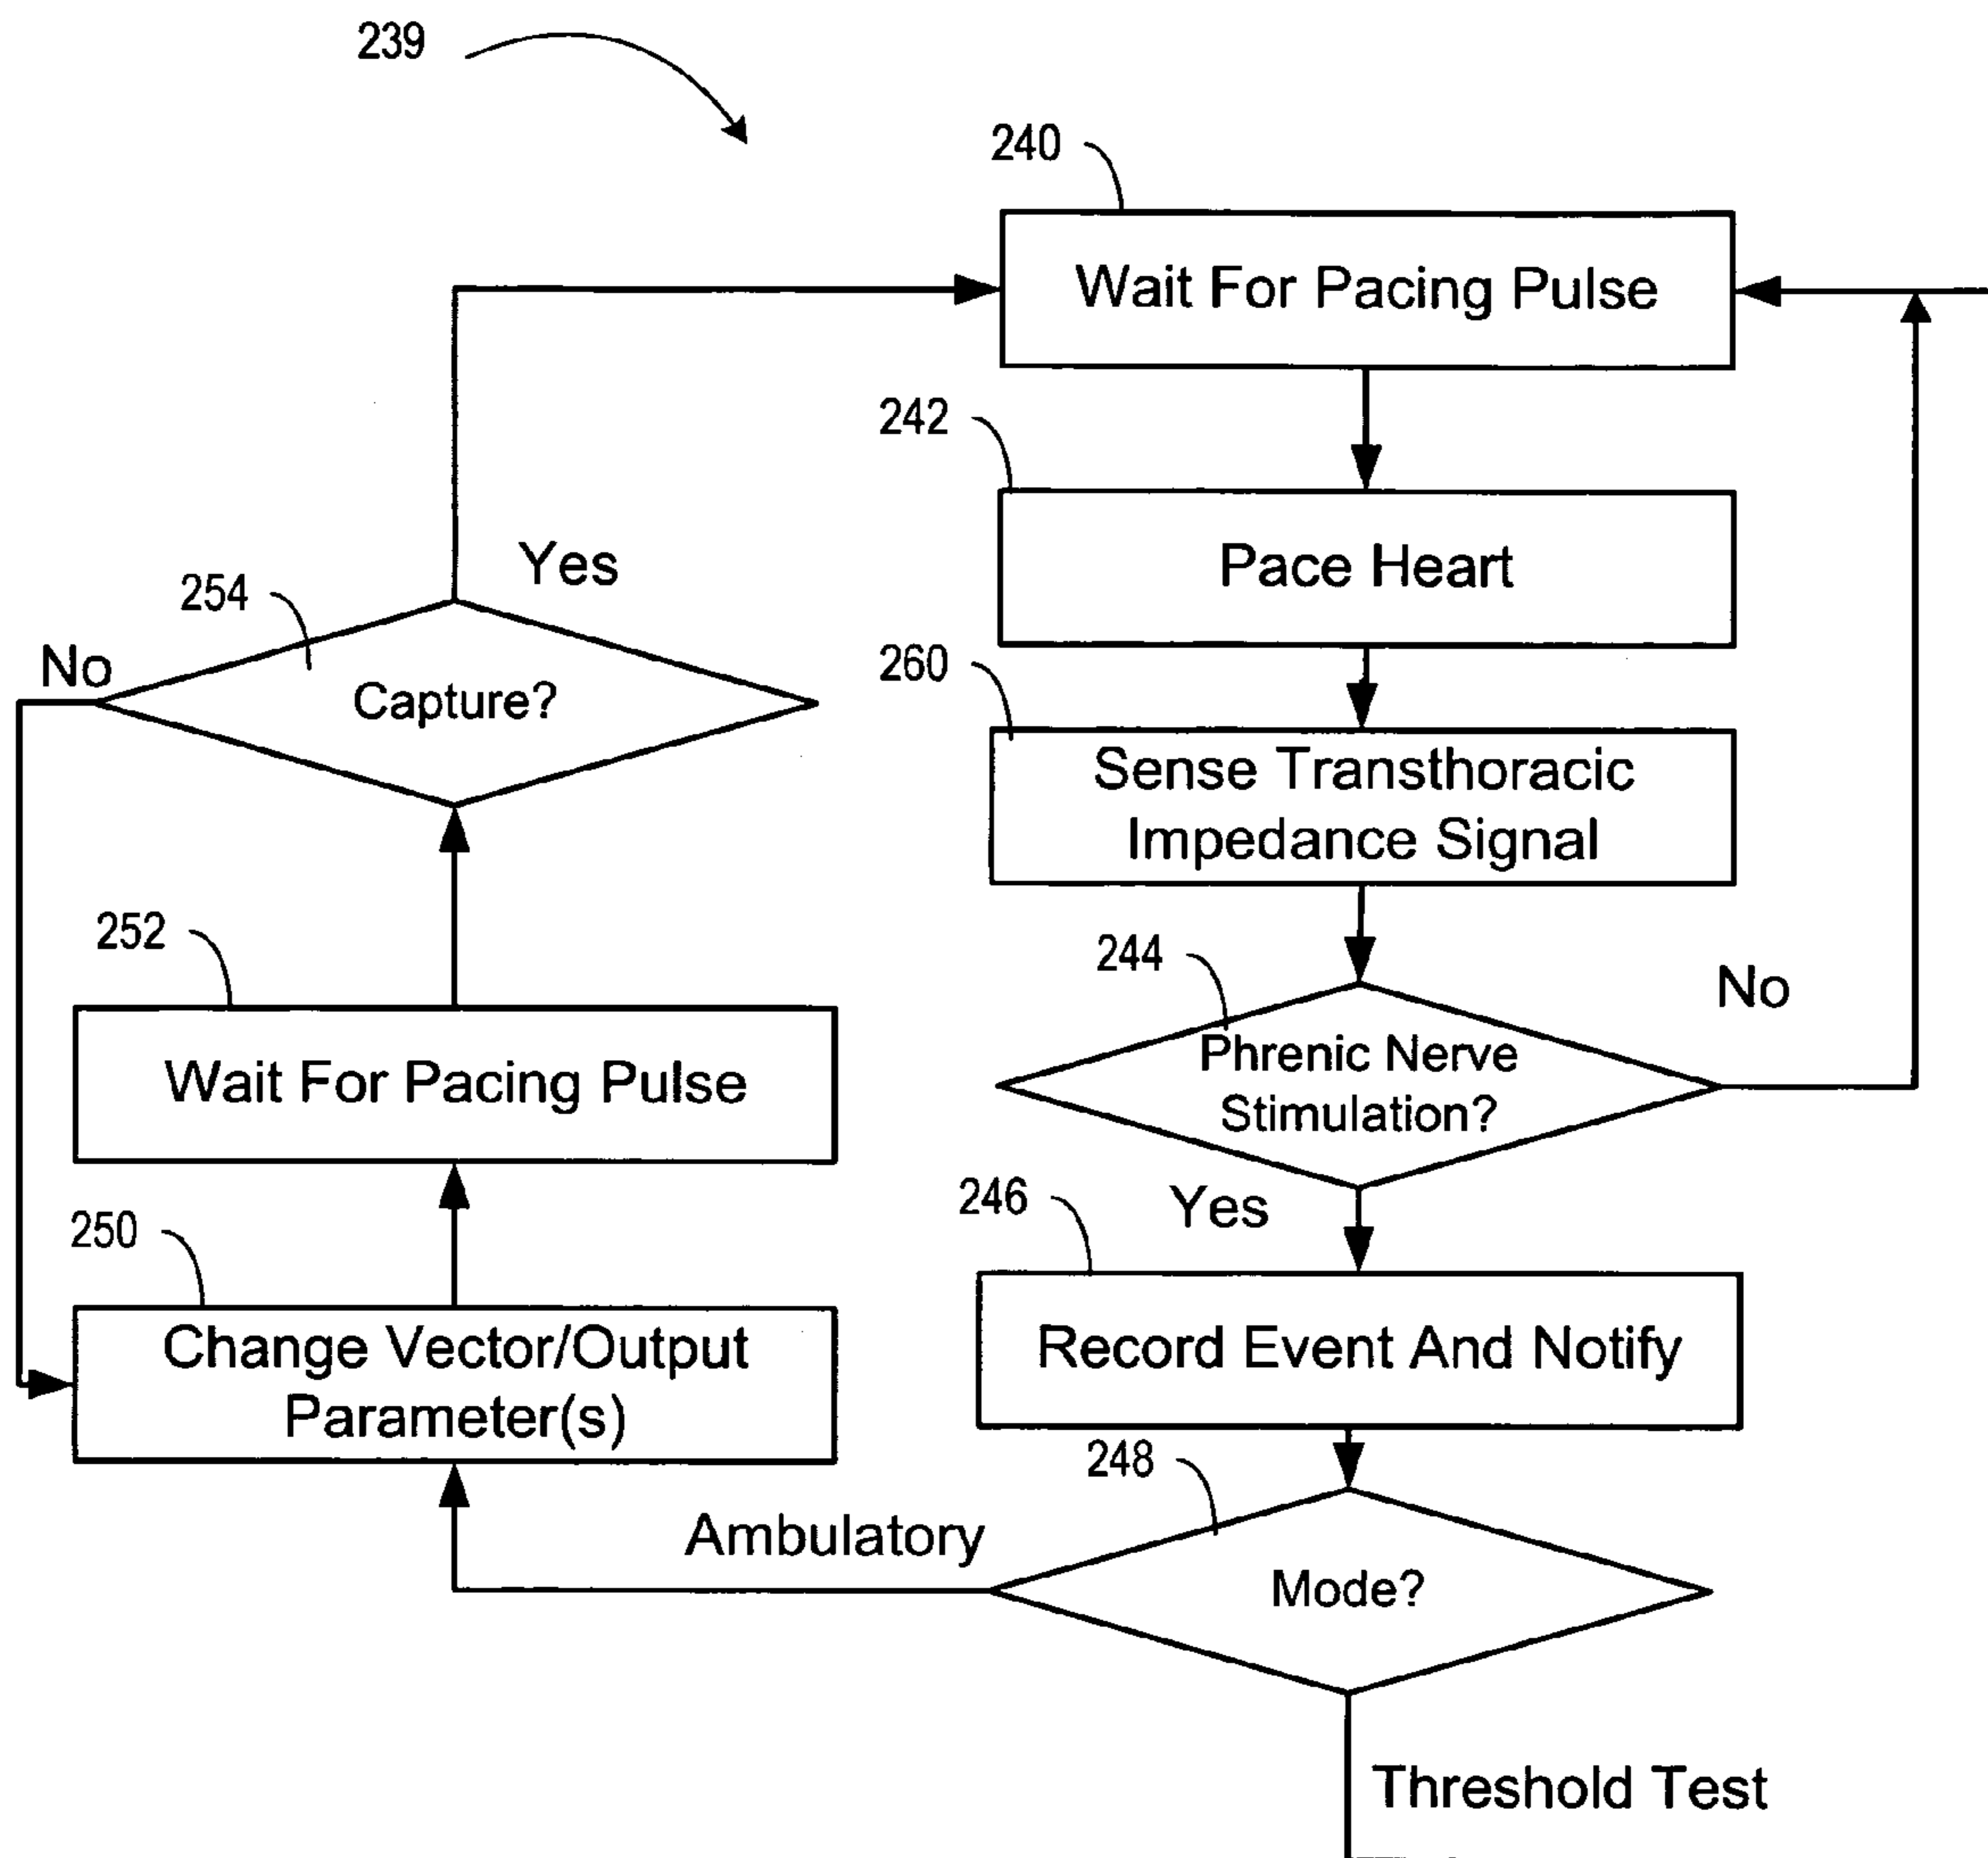 239
240
Wait For Pacing Pulse
242
Pace Heart
260
Sense Transthoracic
Impedance Signal
244
Phrenic Nerve
Stimulation?
No
Yes
246
Record Event And Notify
248
Mode?
Ambulatory
Threshold Test
250
Change Vector/Output
Parameter(s)
252
Wait For Pacing Pulse
254
Capture?
Yes
No